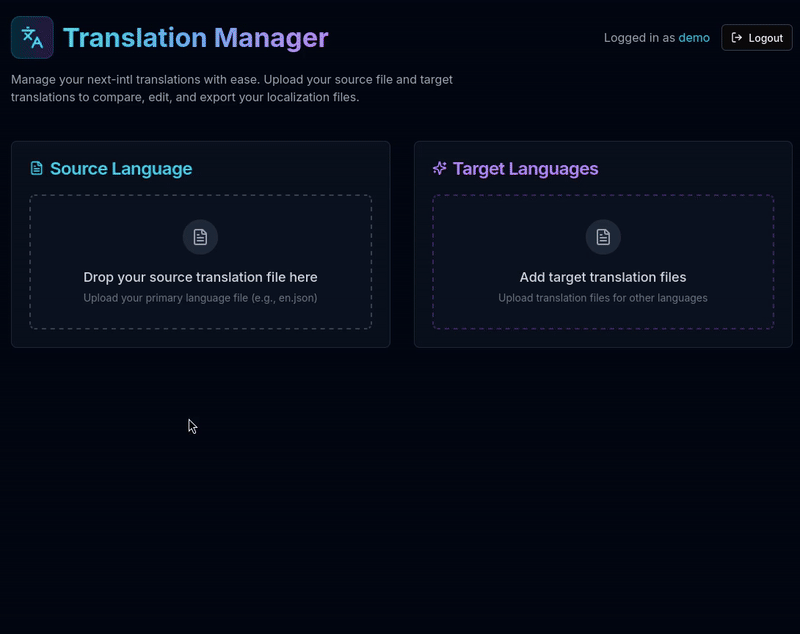 Translation Manager
Logged in as demo
Logout
Manage your next-intl translations with ease. Upload your source file and target
translations to compare, edit, and export your localization files.
Source Language
Drop your source translation file here
Upload your primary language file (e.g., en.json)
Target Languages
Add target translation files
Upload translation files for other languages